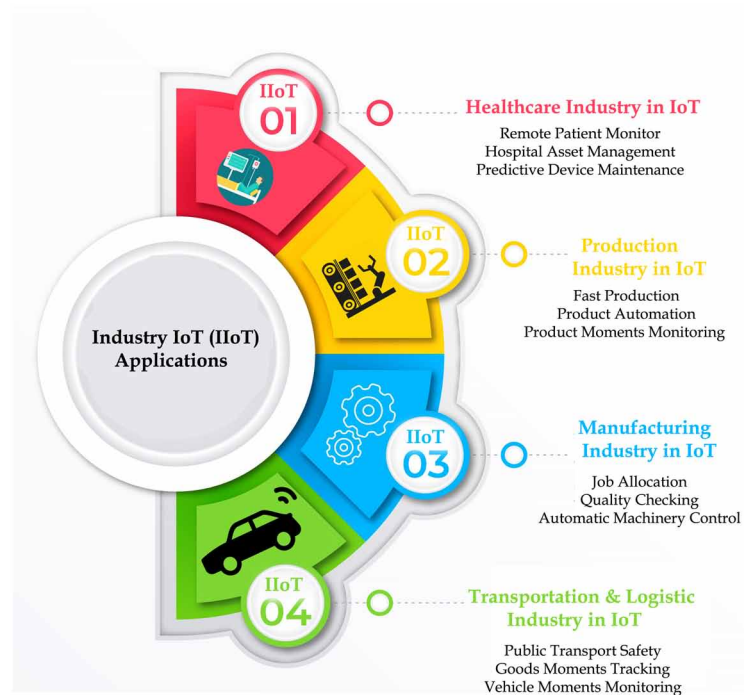 Industry IoT (IIoT)
Applications
IIoT
01
Healthcare Industry in IoT
Remote Patient Monitor
Hospital Asset Management
Predictive Device Maintenance
IIoT
02
Production
Industry in IoT
Fast Production
Product Automation
Product Moments Monitoring
IIoT
03
Manufacturing
Industry in IoT
Job Allocation
Quality Checking
Automatic Machinery Control
IIoT
04
Transportation & Logistic
Industry in IoT
Public Transport Safety
Goods Moments Tracking
Vehicle Moments Monitoring